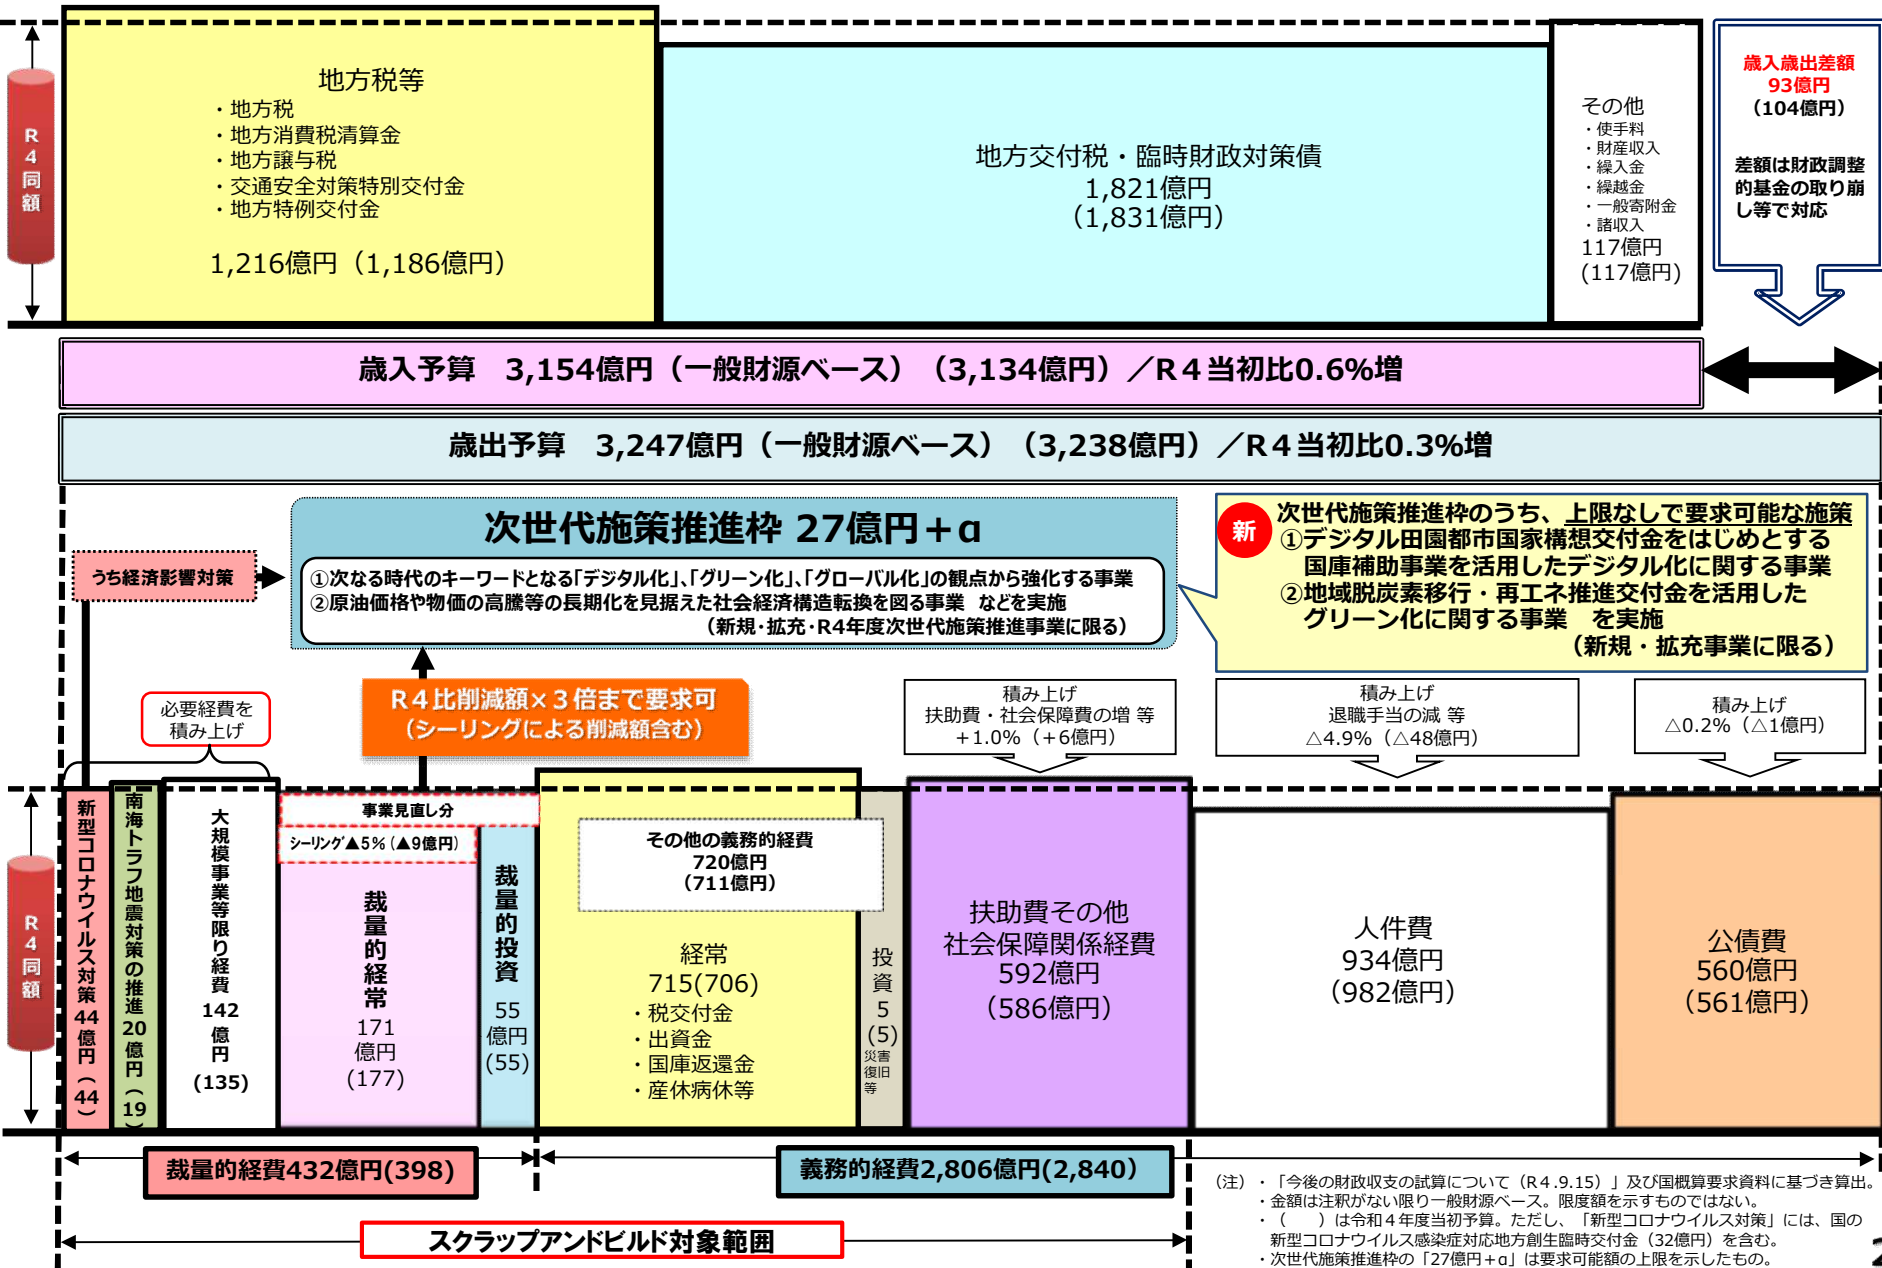 R4同額
地方税等
・地方税
・地方消費税清算金
・地方譲与税
・交通安全対策特別交付金
・地方特例交付金
1,216億円（1,186億円）
地方交付税・臨時財政対策債
1,821億円
（1,831億円）
その他
・使手料
・財産収入
・繰入金
・繰越金
・一般寄附金
・諸収入
117億円
(117億円)
歳入歳出差額
93億円
（104億円）
差額は財政調整
的基金の取り崩
し等で対応
歳入予算　3,154億円（一般財源ベース）（3,134億円）／R４当初比0.6%増
歳出予算　3,247億円（一般財源ベース）（3,238億円）／R４当初比0.3%増
うち経済影響対策
次世代施策推進枠 27億円＋α
①次なる時代のキーワードとなる「デジタル化」、「グリーン化」、「グローバル化」の観点から強化する事業
②原油価格や物価の高騰等の長期化を見据えた社会経済構造転換を図る事業　などを実施
（新規・拡充・R4年度次世代施策推進事業に限る）
新
次世代施策推進枠のうち、上限なしで要求可能な施策
①デジタル田園都市国家構想交付金をはじめとする
国庫補助事業を活用したデジタル化に関する事業
②地域脱炭素移行・再エネ推進交付金を活用した
グリーン化に関する事業　を実施
（新規・拡充事業に限る）
必要経費を
積み上げ
R４比削減額×３倍まで要求可
（シーリングによる削減額含む）
積み上げ
扶助費・社会保障費の増 等
＋1.0%（＋6億円）
積み上げ
退職手当の減 等
△4.9%（△48億円）
積み上げ
△0.2%（△1億円）
R4同額
新型コロナウイルス対策 44億円（44）
南海トラフ地震対策の推進 20億円（19）
大規模事業等限り経費
142
億円
(135)
事業見直し分
シーリング▲5%（▲9億円）
裁量的経常
171
億円
(177)
裁量的投資
55
億円
(55)
その他の義務的経費
720億円
（711億円）
経常
715(706)
・税交付金
・出資金
・国庫返還金
・産休病休等
投資
5
(5)
災害
復旧
等
扶助費その他
社会保障関係経費
592億円
（586億円）
人件費
934億円
（982億円）
公債費
560億円
（561億円）
裁量的経費432億円(398)
義務的経費2,806億円(2,840）
スクラップアンドビルド対象範囲
（注）・「今後の財政収支の試算について（R４.9.15）」及び国概算要求資料に基づき算出。
・金額は注釈がない限り一般財源ベース。限度額を示すものではない。
・（　　）は令和４年度当初予算。ただし、「新型コロナウイルス対策」には、国の
新型コロナウイルス感染症対応地方創生臨時交付金（32億円）を含む。
・次世代施策推進枠の「27億円＋α」は要求可能額の上限を示したもの。